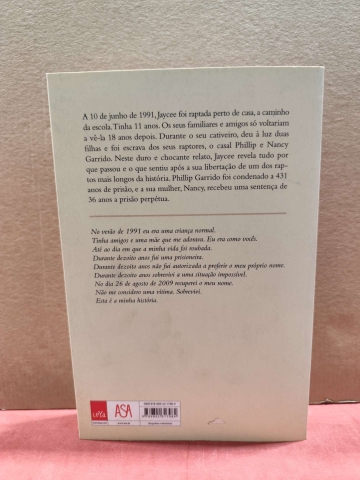 A 10 de junho de 1991, Jaycee foi raptada perto de casa, a caminho
da escola. Tinha 11 anos. Os seus familiares e amigos só voltariam
a vê-la 18 anos depois. Durante o seu cativeiro, deu à luz duas
filhas e foi escrava dos seus raptores, o casal Phillip e Nancy
Garrido. Neste duro e chocante relato, Jaycee revela tudo por
que passou e o que sentiu após a sua libertação de um dos rap-
tos mais longos da história. Phillip Garrido foi condenado a 431
anos de prisão, e a sua mulher, Nancy, recebeu uma sentença de
36 anos a prisão perpétua.
No verão de 1991 eu era uma criança normal.
Tinha amigos e uma mãe que me adorava. Eu era como vocês.
Até ao dia em que a minha vida foi roubada.
Durante dezoito anos fui uma prisioneira.
Durante dezoito anos não fui autorizada a proferir o meu próprio nome.
Durante dezoito anos sobrevivi a uma situação impossível.
No dia 26 de agosto de 2009 recuperei o meu nome.
Não me considero uma vítima. Sobrevivi.
Esta é a minha história.
LeYa
ASA